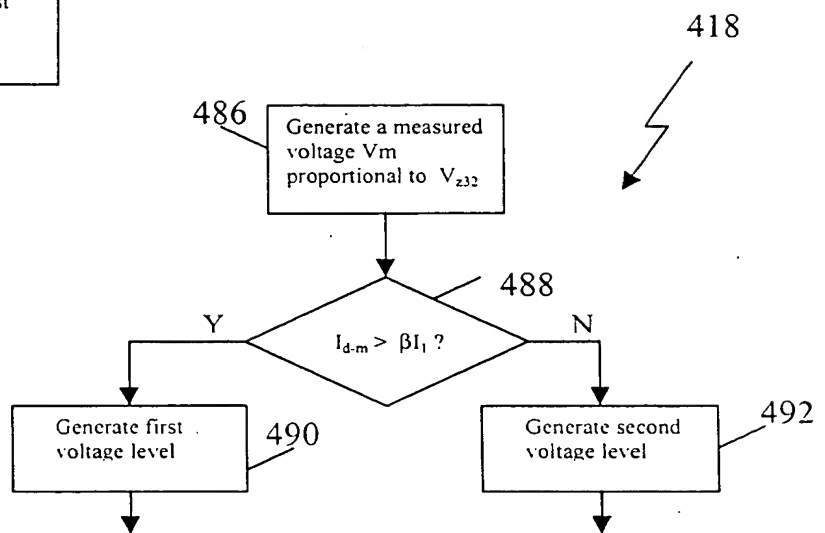 st
418
486
Generate a measured
voltage Vm
proportional to Vz32
488
Y
N
Id-m > βI1 ?
Generate first
voltage level
490
Generate second
voltage level
492